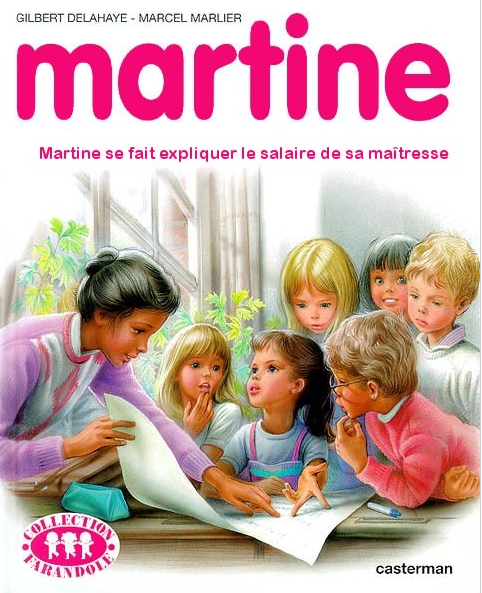 GILBERT DELAHAYE - MARCEL MARLIER
martine
Martine se fait expliquer le salaire de sa maîtresse
COLLECTION
FARANDOLE
casterman